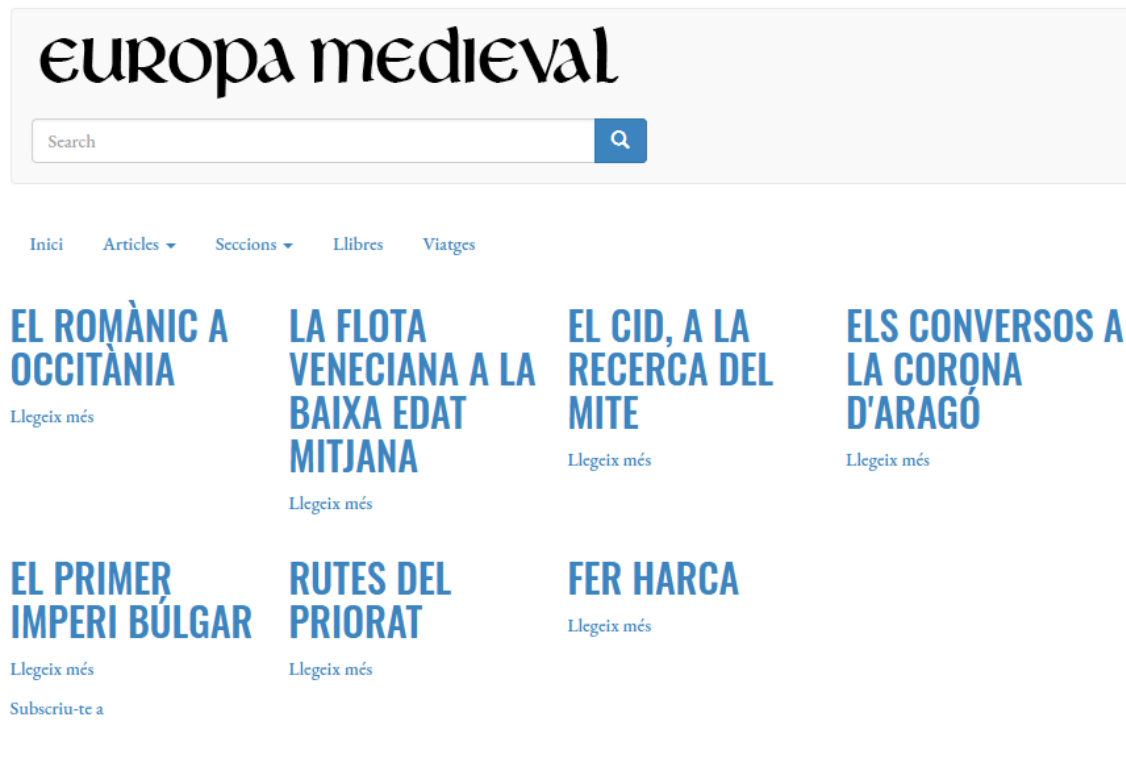 EUROPA MEDIEVAL
Search
Inici Articles Seccions Llibres Viatges
EL ROMÀNIC A
OCCITÀNIA
Llegeix més
LA FLOTA
VENECIANA A LA
BAIXA EDAT
MITJANA
Llegeix més
EL CID, A LA
RECERCA DEL
MITE
Llegeix més
ELS CONVERSOS A
LA CORONA
D'ARAGÓ
Llegeix més
EL PRIMER
IMPERI BÚLGAR
Llegeix més
RUTES DEL
PRIORAT
Llegeix més
FER HARCA
Llegeix més
Subscriu-te a